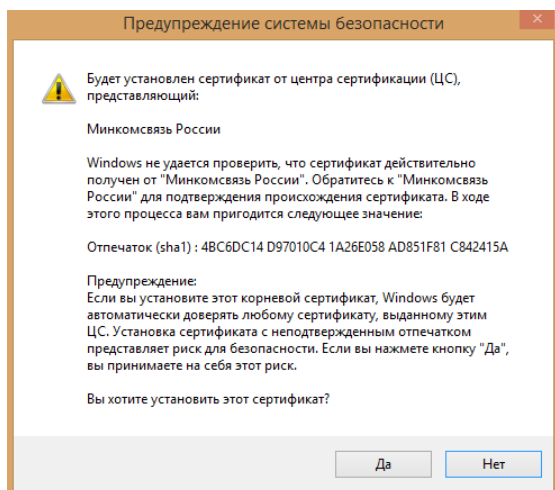 Предупреждение системы безопасности
Будет установлен сертификат от центра сертификации (ЦС),
представляющий:
Минкомсвязь России
Windows не удается проверить, что сертификат действительно
получен от "Минкомсвязь России". Обратитесь к "Минкомсвязь
России" для подтверждения происхождения сертификата. В ходе
этого процесса вам пригодится следующее значение:
Отпечаток (sha1) : 4BC6DC14 D97010C4 1A26E058 AD851F81 C842415A
Предупреждение:
Если вы установите этот корневой сертификат, Windows будет
автоматически доверять любому сертификату, выданному этим
ЦС. Установка сертификата с неподтвержденным отпечатком
представляет риск для безопасности. Если вы нажмете кнопку "Да",
вы принимаете на себя этот риск.
Вы хотите установить этот сертификат?
Да
Нет